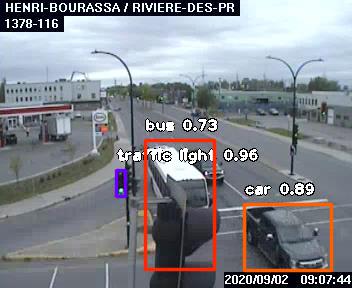 HENRI-BOURASSA / RIVIERE-DES-PR
1378-116
bus 0.73
traffic light 0.96
car 0.89
2020/09/02 09:07:44